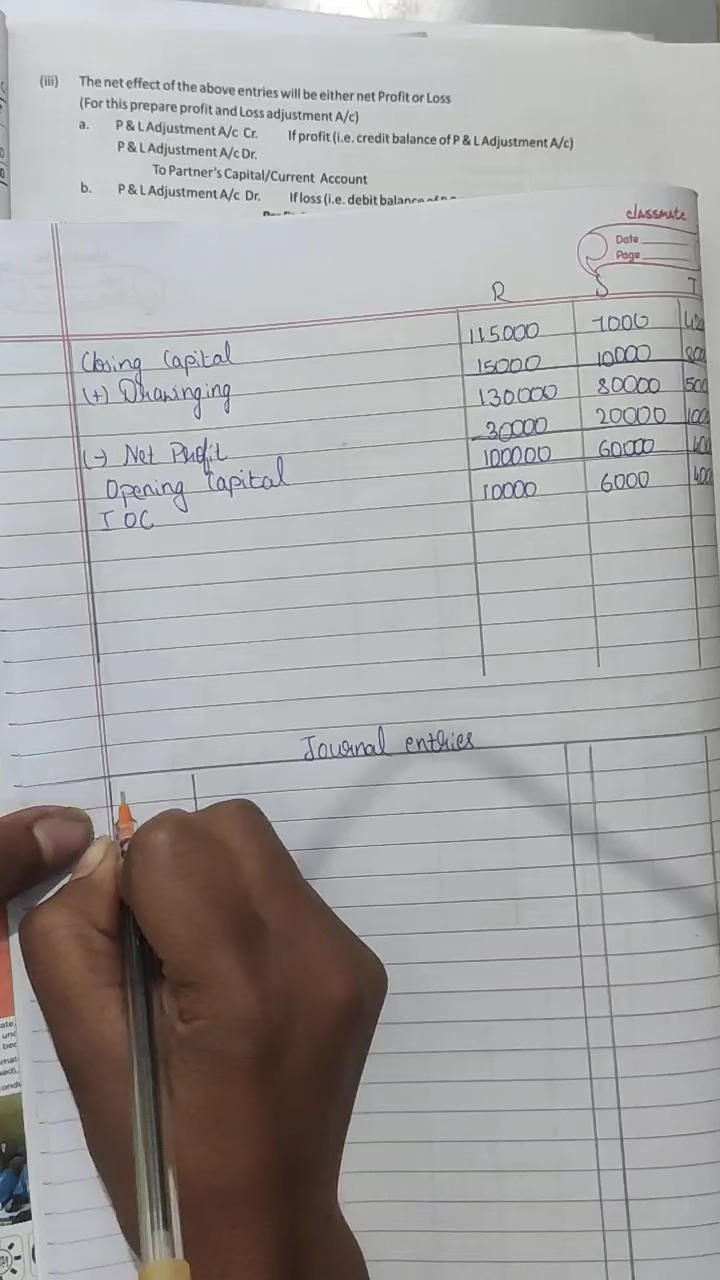 (iii) The net effect of the above entries will be either net Profit or Loss
(For this prepare profit and Loss adjustment A/c)
a. P & L Adjustment A/c Cr. If profit (i.e. credit balance of P & L Adjustment A/c)
P & L Adjustment A/c Dr.
To Partner's Capital/Current Account
b. P & L Adjustment A/c Dr. If loss (i.e. debit balance of
classmate
Date
Page
R S T
Closing Capital 115000 7000
(+) Dhawinging 15000 10000
130000 80000
(-) Net Profit 30000 20000
Opening Capital 100000 60000
IOC 10000 6000
Journal entries